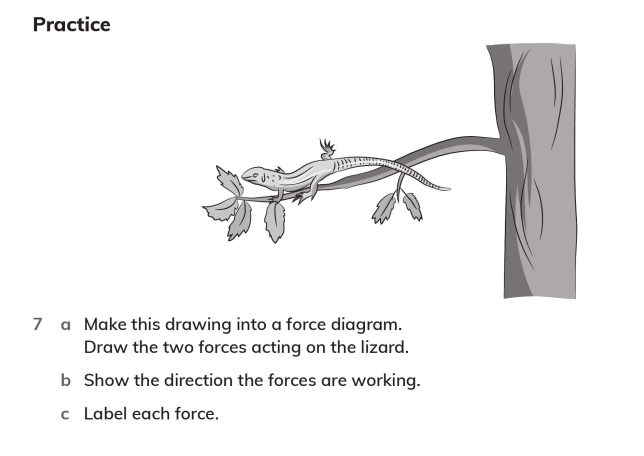 Practice
7 a Make this drawing into a force diagram.
Draw the two forces acting on the lizard.
b Show the direction the forces are working.
c Label each force.